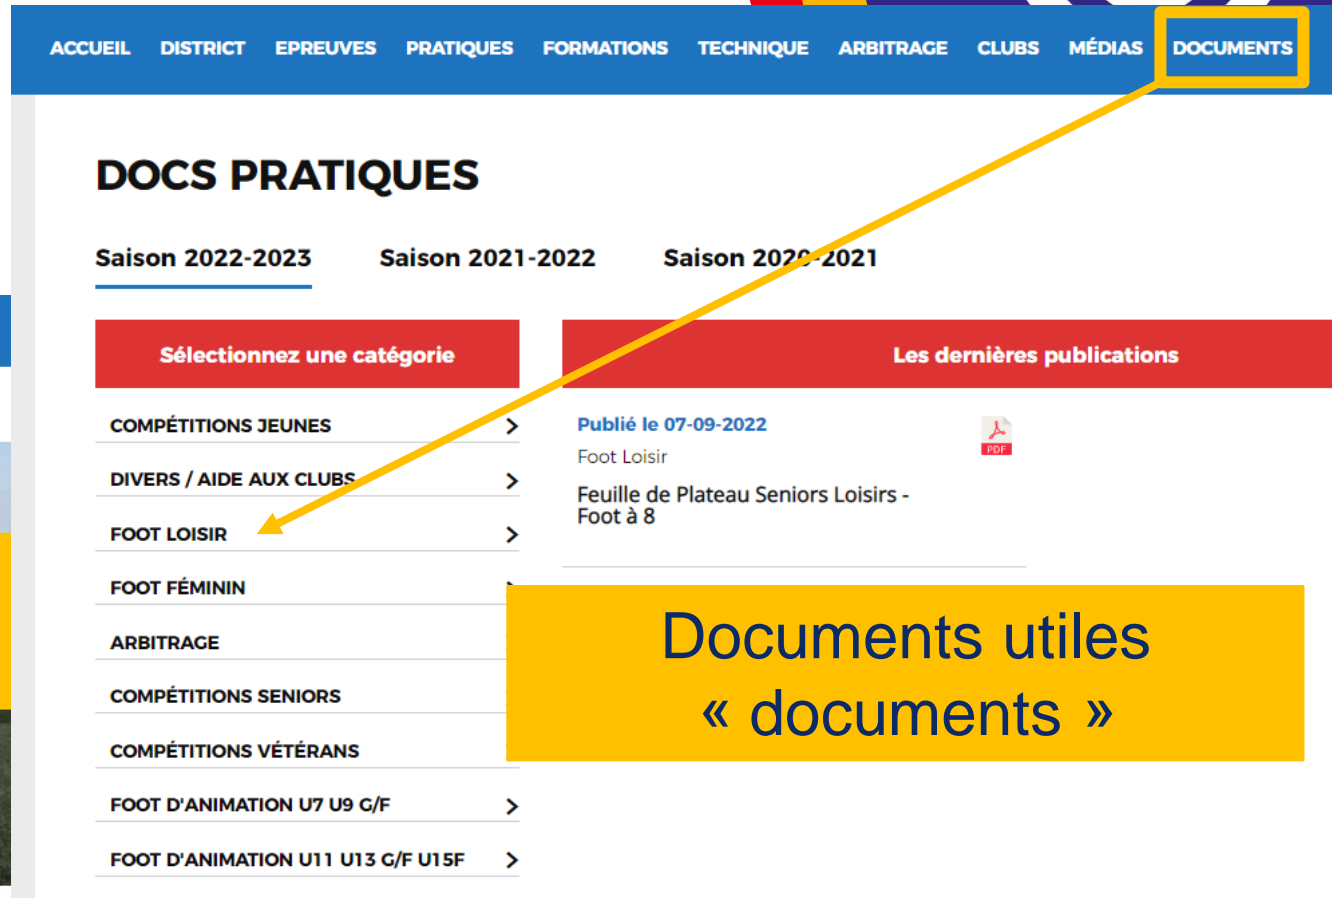 ACCUEIL DISTRICT EPREUVES PRATIQUES FORMATIONS TECHNIQUE ARBITRAGE CLUBS MÉDIAS DOCUMENTS
DOCS PRATIQUES
Saison 2022-2023 Saison 2021-2022 Saison 2020-2021
Sélectionnez une catégorie
COMPÉTITIONS JEUNES
DIVERS / AIDE AUX CLUBS
FOOT LOISIR
FOOT FÉMININ
ARBITRAGE
COMPÉTITIONS SENIORS
COMPÉTITIONS VÉTÉRANS
FOOT D'ANIMATION U7 U9 G/F
FOOT D'ANIMATION U11 U13 G/F U15F
Les dernières publications
Publié le 07-09-2022
PDF
Foot Loisir
Feuille de Plateau Seniors Loisirs -
Foot à 8
Documents utiles
« documents »